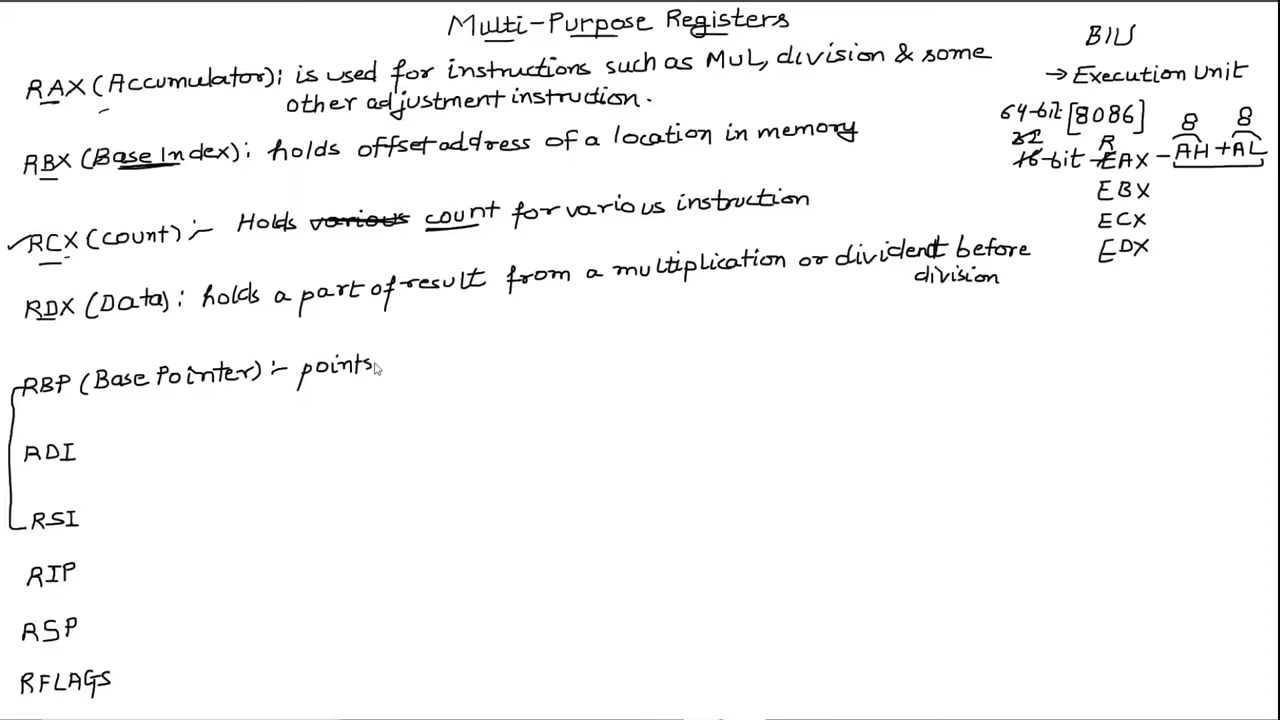 Multi-Purpose Registers
RAX (Accumulator): is used for instructions such as MUL, division & some
other adjustment instruction.
RBX (Base Index): holds offset address of a location in memory
RCX (count) :- Holds various count for various instruction
RDX (Data): holds a part of result from a multiplication or dividend before
division
RBP (Base Pointer) :- points
RDI
RSI
RIP
RSP
RFLAGS
BIU
→ Execution Unit
64-bit [8086] 8 8
32 R
16-bit - EAX - AH + AL
EBX
ECX
EDX